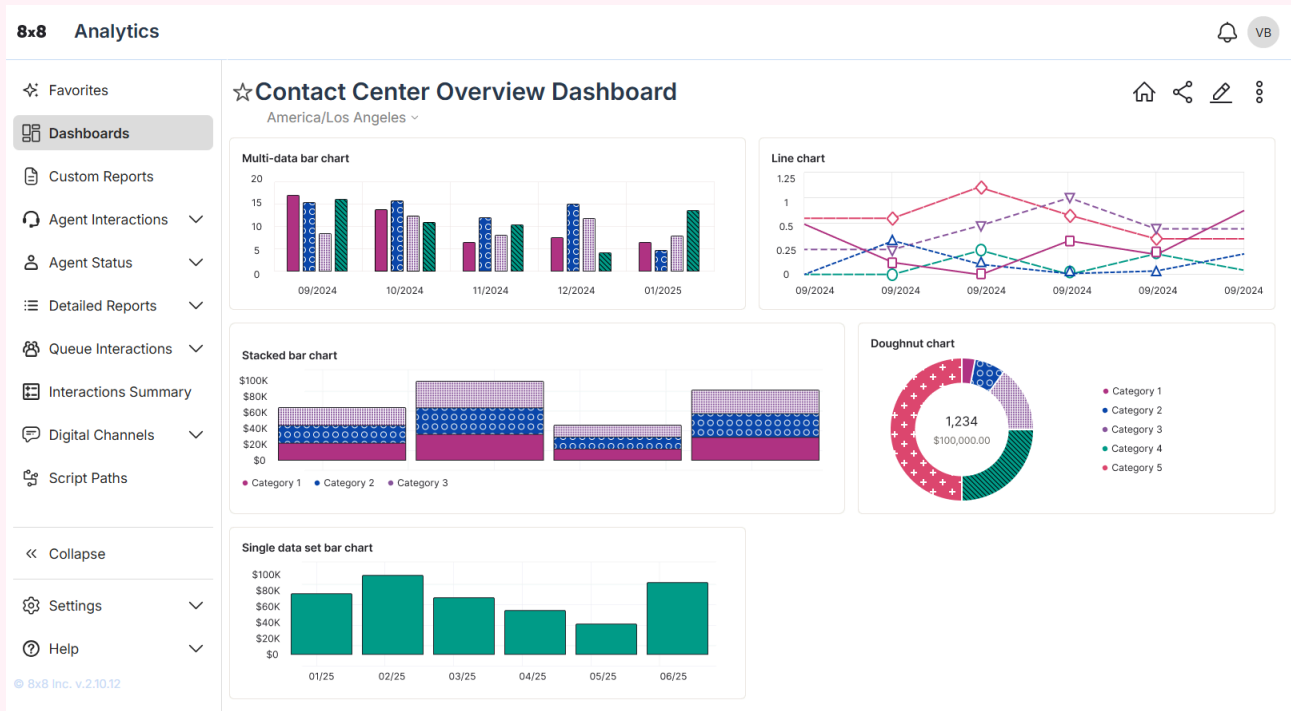 8x8 Analytics
VB
Favorites
Dashboards
Custom Reports
Agent Interactions
Agent Status
Detailed Reports
Queue Interactions
Interactions Summary
Digital Channels
Script Paths
Collapse
Settings
Help
© 8x8 Inc. v.2.10.12
Contact Center Overview Dashboard
America/Los Angeles
Multi-data bar chart
20
15
10
5
0
09/2024 10/2024 11/2024 12/2024 01/2025
Line chart
1.25
1
0.5
0.25
0
09/2024 09/2024 09/2024 09/2024 09/2024 09/2024
Stacked bar chart
$100K
$80K
$60K
$40K
$20K
$0
Category 1 Category 2 Category 3
Doughnut chart
1,234
$100,000.00
Category 1
Category 2
Category 3
Category 4
Category 5
Single data set bar chart
$100K
$80K
$60K
$40K
$20K
$0
01/25 02/25 03/25 04/25 05/25 06/25